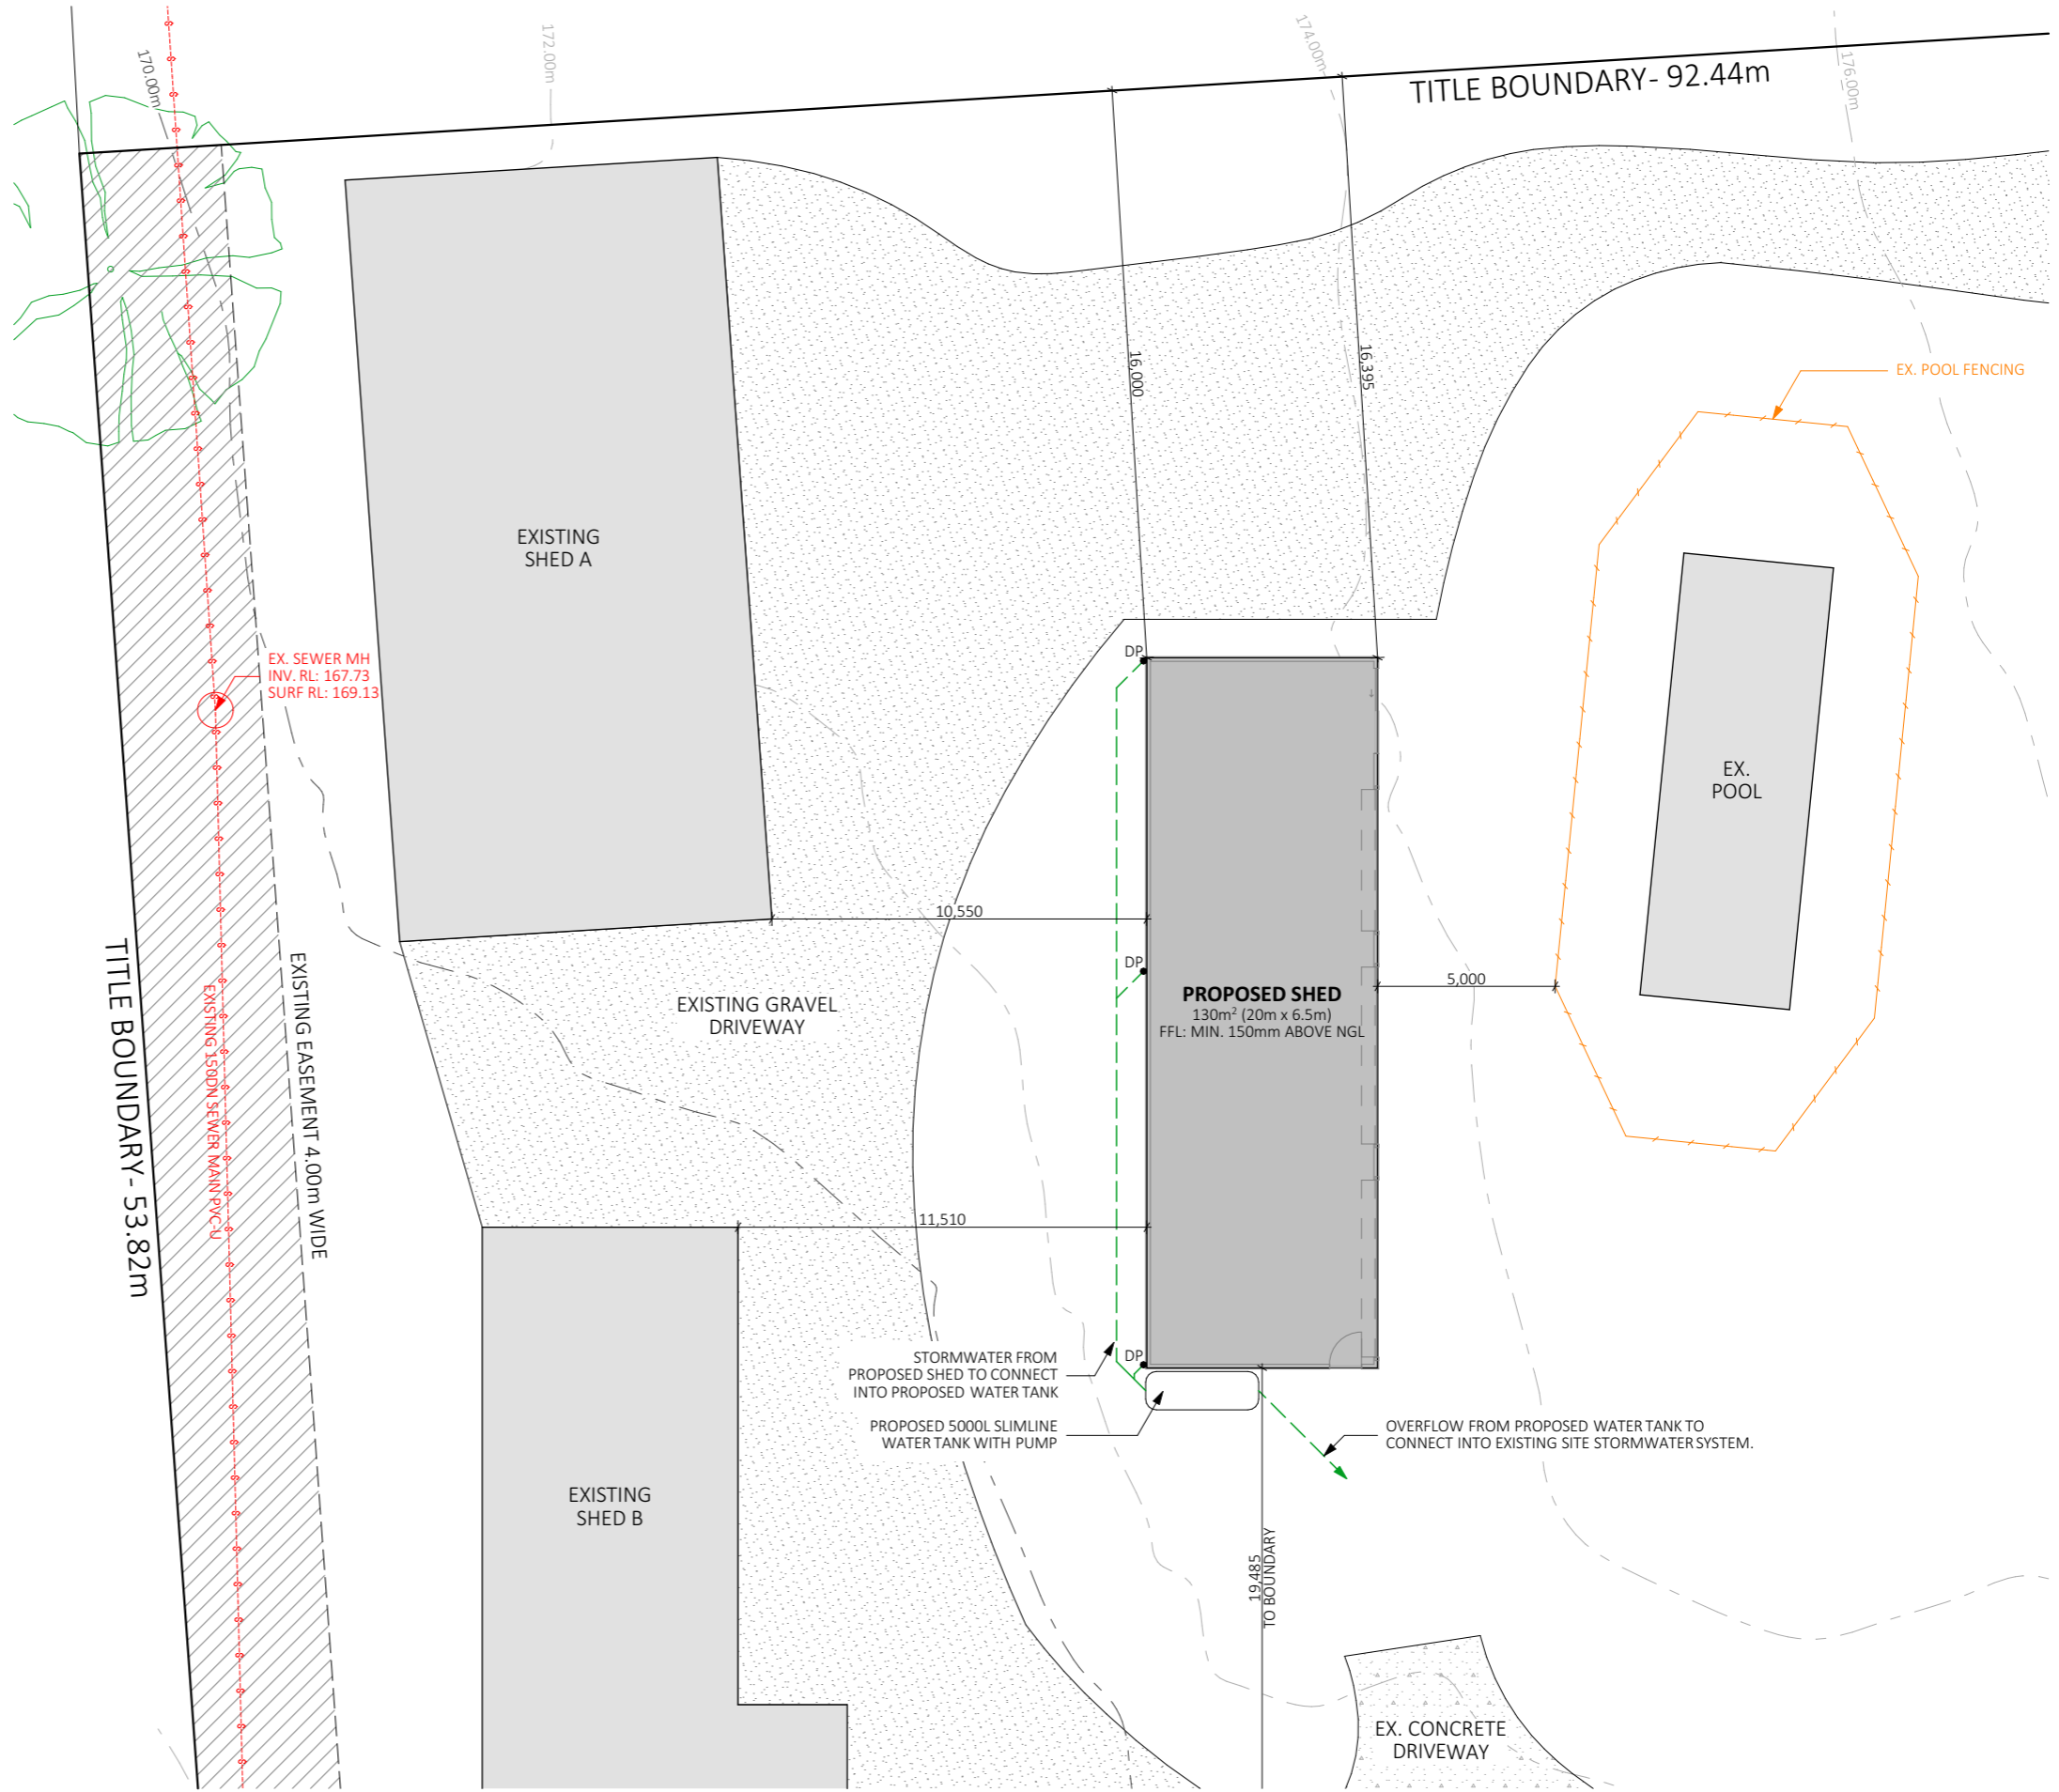 170.00m
172.00m
174.00m
176.00m
TITLE BOUNDARY- 92.44m
16,000
16,395
EX. POOL FENCING
EXISTING
SHED A
EX. SEWER MH
INV. RL: 167.73
SURF RL: 169.13
DP
EX.
POOL
10,550
DP
5,000
PROPOSED SHED
130m² (20m x 6.5m)
FFL: MIN. 150mm ABOVE NGL
EXISTING GRAVEL
DRIVEWAY
TITLE BOUNDARY- 53.82m
EXISTING 150DN SEWER MAIN PVC-U
EXISTING EASEMENT 4.00m WIDE
11,510
DP
STORMWATER FROM
PROPOSED SHED TO CONNECT
INTO PROPOSED WATER TANK
PROPOSED 5000L SLIMLINE
WATER TANK WITH PUMP
OVERFLOW FROM PROPOSED WATER TANK TO
CONNECT INTO EXISTING SITE STORMWATER SYSTEM.
EXISTING
SHED B
19,485
TO BOUNDARY
EX. CONCRETE
DRIVEWAY